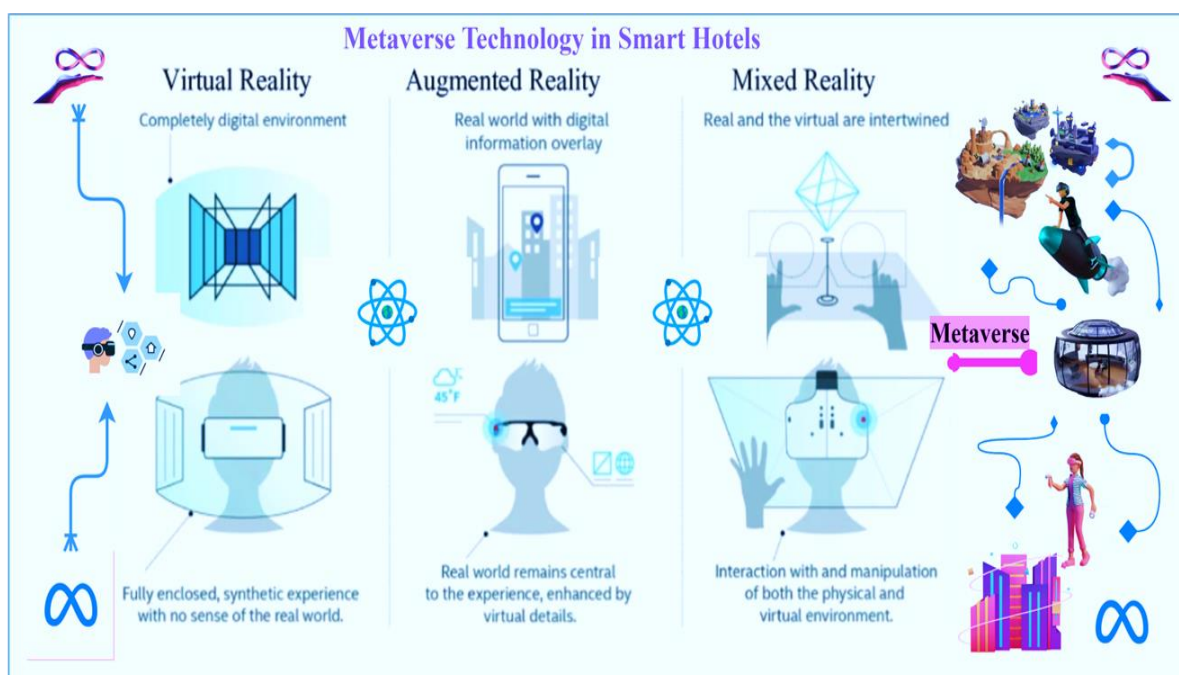 Metaverse Technology in Smart Hotels
Virtual Reality
Completely digital environment
Fully enclosed, synthetic experience
with no sense of the real world.
Augmented Reality
Real world with digital
information overlay
45°F
Real world remains central
to the experience, enhanced by
virtual details.
Mixed Reality
Real and the virtual are intertwined
Interaction with and manipulation
of both the physical and
virtual environment.
Metaverse